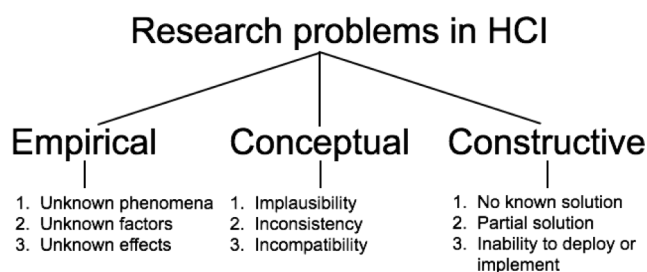 Research problems in HCI
Empirical
1. Unknown phenomena
2. Unknown factors
3. Unknown effects
Conceptual
1. Implausibility
2. Inconsistency
3. Incompatibility
Constructive
1. No known solution
2. Partial solution
3. Inability to deploy or
implement